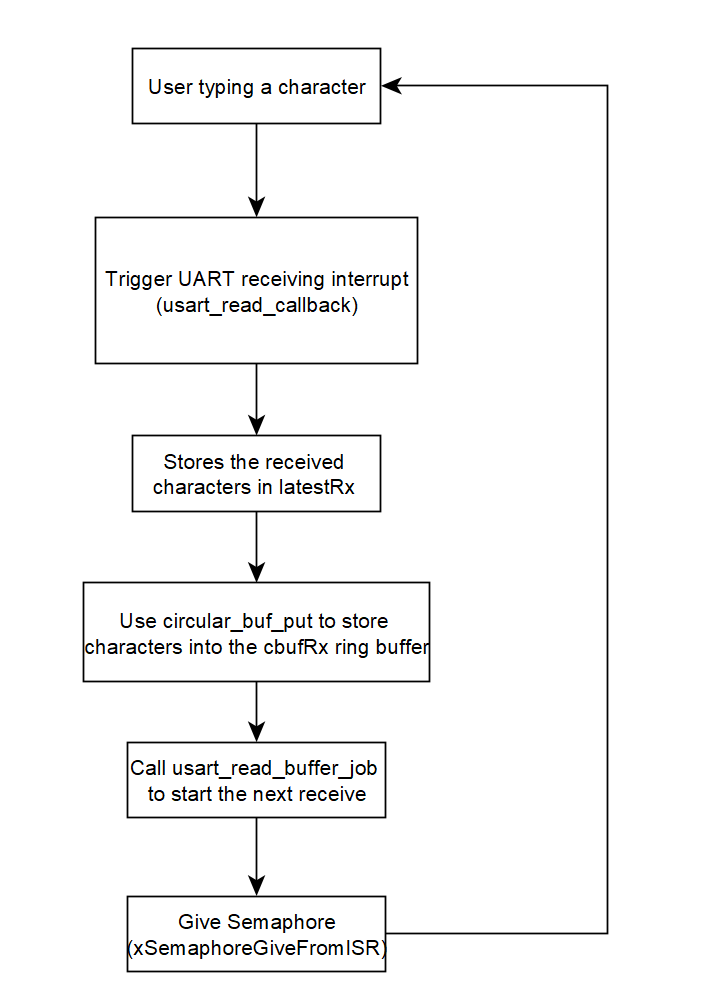 User typing a character
Trigger UART receiving interrupt
(usart_read_callback)
Stores the received
characters in latestRx
Use circular_buf_put to store
characters into the cbufRx ring buffer
Call usart_read_buffer_job
to start the next receive
Give Semaphore
(xSemaphoreGiveFromISR)